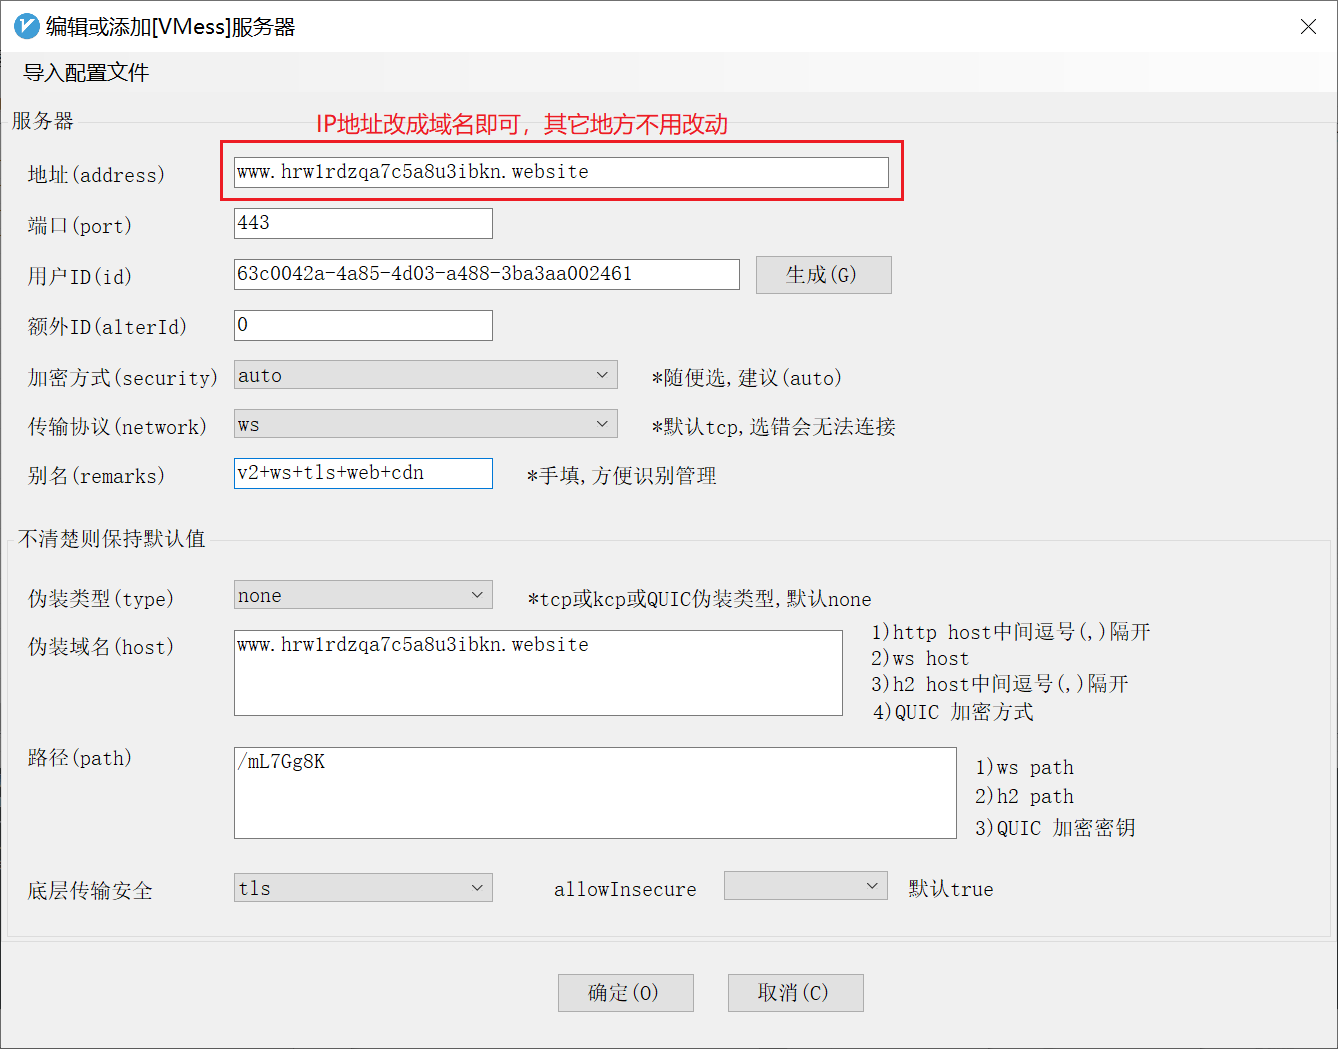 编辑或添加[VMess]服务器
导入配置文件
服务器
IP地址改成域名即可，其它地方不用改动
地址(address) www.hrw1rdzqa7c5a8u3ibkn.website
端口(port) 443
用户ID(id) 63c0042a-4a85-4d03-a488-3ba3aa002461 生成(G)
额外ID(alterId) 0
加密方式(security) auto *随便选,建议(auto)
传输协议(network) ws *默认tcp,选错会无法连接
别名(remarks) v2+ws+tls+web+cdn *手填,方便识别管理
不清楚则保持默认值
伪装类型(type) none *tcp或kcp或QUIC伪装类型,默认none
伪装域名(host) www.hrw1rdzqa7c5a8u3ibkn.website
1)http host中间逗号(,)隔开
2)ws host
3)h2 host中间逗号(,)隔开
4)QUIC 加密方式
路径(path) /mL7Gg8K
1)ws path
2)h2 path
3)QUIC 加密密钥
底层传输安全 tls allowInsecure 默认true
确定(O) 取消(C)